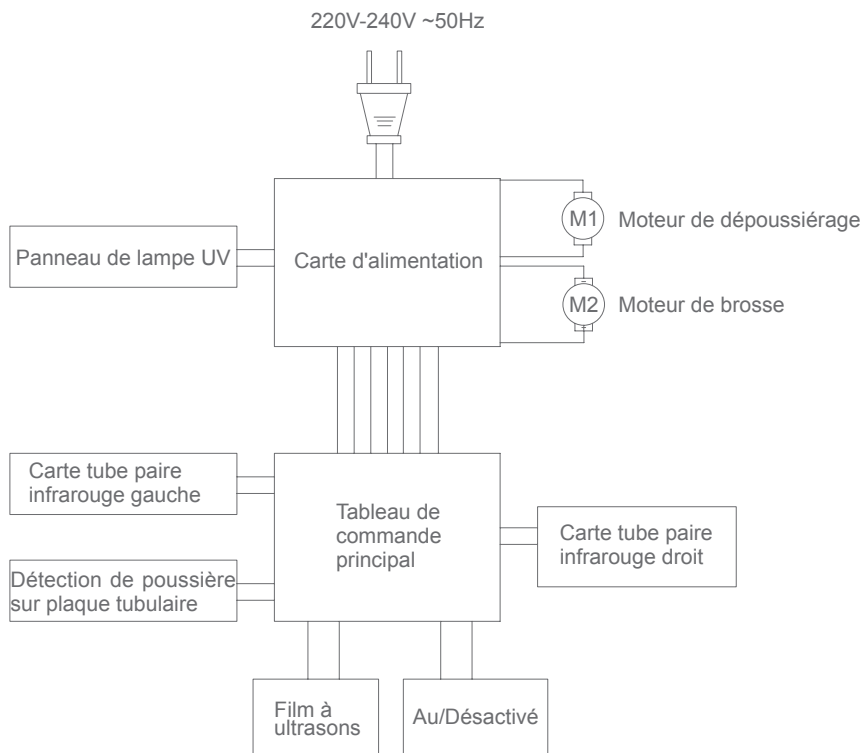 220V-240V ~50Hz
M1
Moteur de dépoussiérage
Panneau de lampe UV
Carte d'alimentation
M2
Moteur de brosse
Carte tube paire
infrarouge gauche
Tableau de
commande
principal
Carte tube paire
infrarouge droit
Détection de poussière
sur plaque tubulaire
Film à
ultrasons
Au/Désactivé